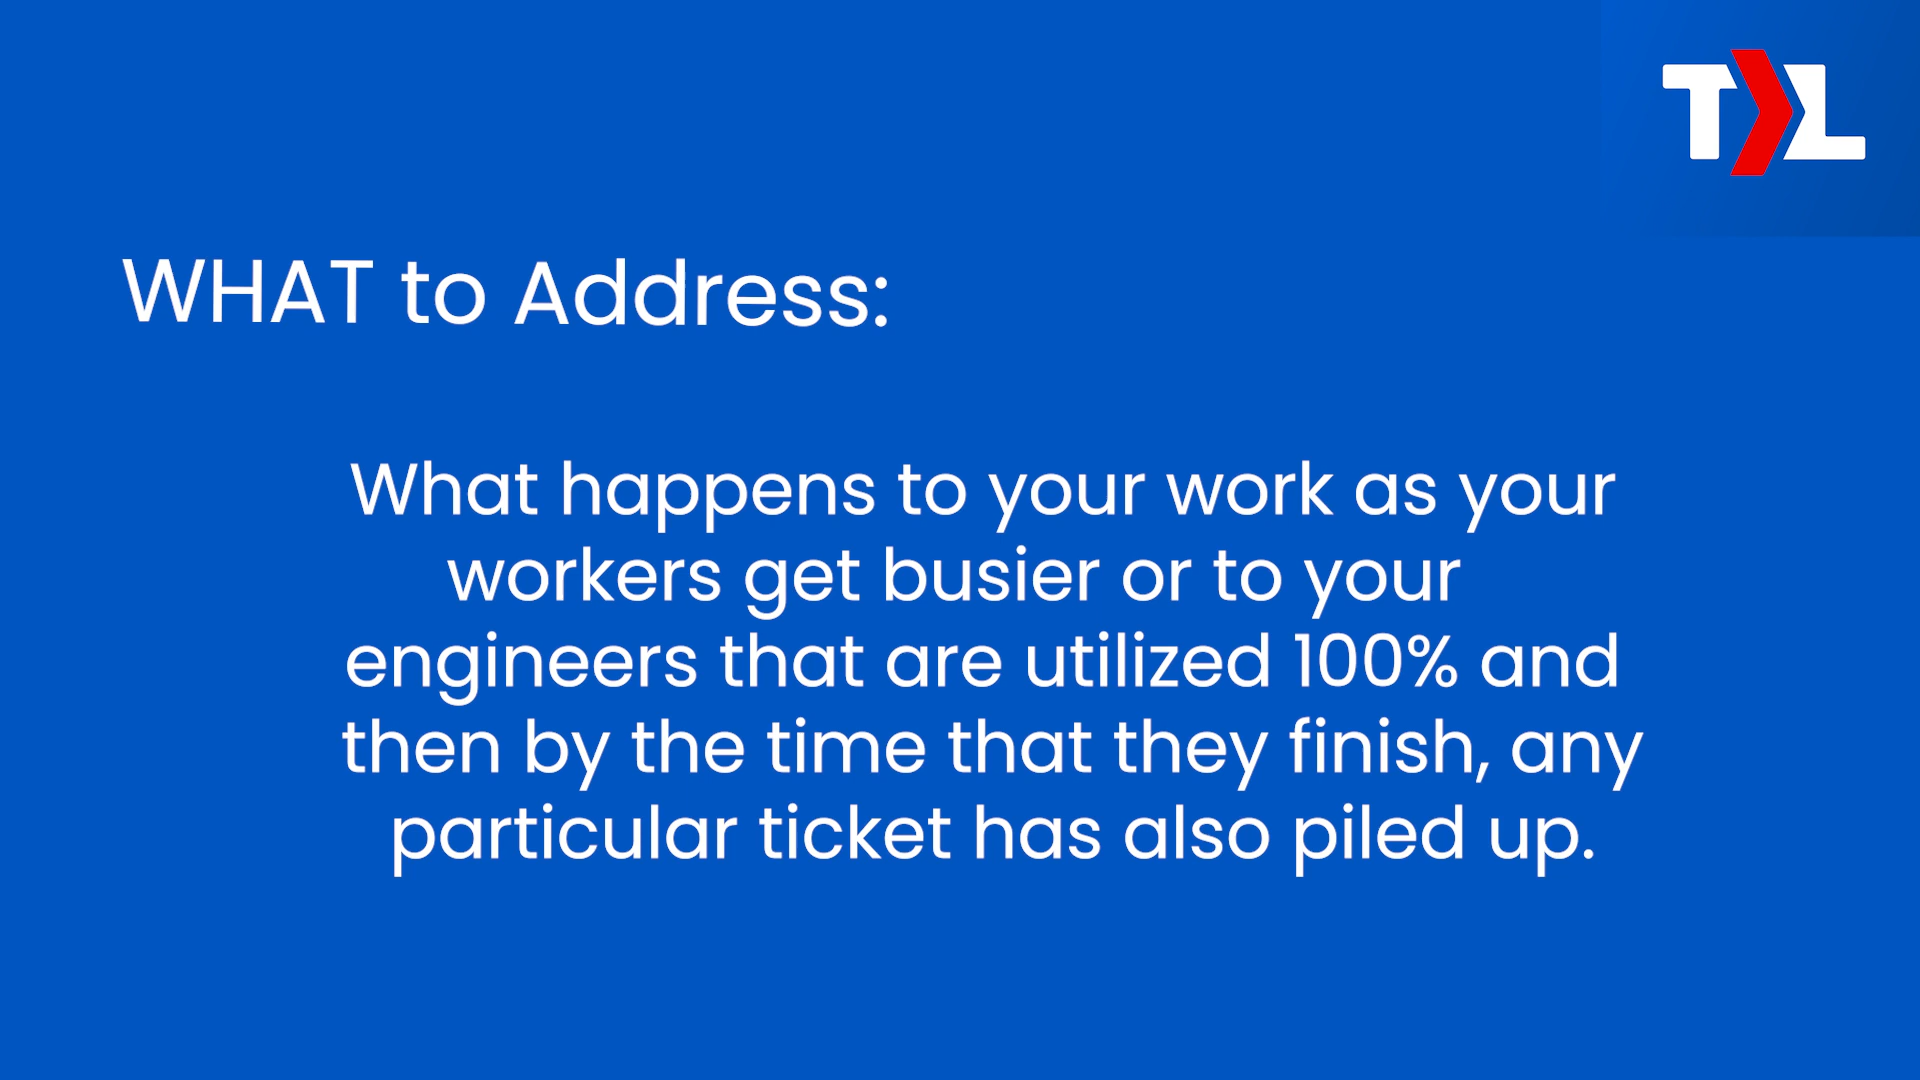 TL
WHAT to Address:
What happens to your work as your
workers get busier or to your
engineers that are utilized 100% and
then by the time that they finish, any
particular ticket has also piled up.